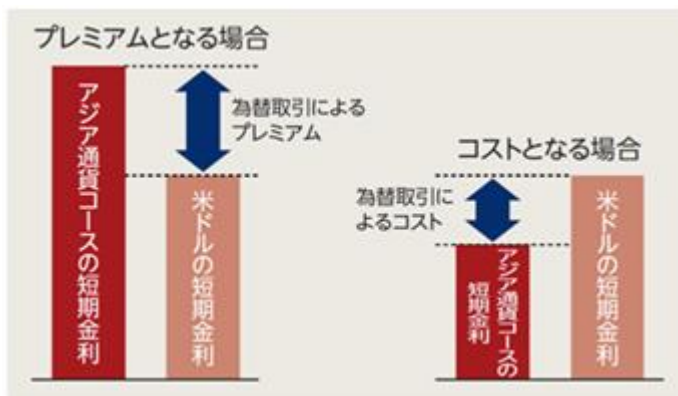 プレミアムとなる場合
アジア通貨コースの短期金利
為替取引による
プレミアム
米ドルの短期金利
コストとなる場合
為替取引に
よるコスト
アジア通貨コースの
短期金利
米ドルの短期金利